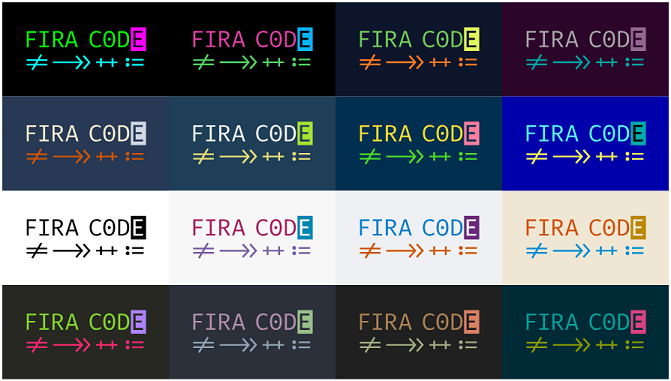 FIRA C0DE
≠ ->> ++ :=
FIRA C0DE
≠ ->> ++ :=
FIRA C0DE
≠ ->> ++ :=
FIRA C0DE
≠ ->> ++ :=
FIRA C0DE
≠ ->> ++ :=
FIRA C0DE
≠ ->> ++ :=
FIRA C0DE
≠ ->> ++ :=
FIRA C0DE
≠ ->> ++ :=
FIRA C0DE
≠ ->> ++ :=
FIRA C0DE
≠ ->> ++ :=
FIRA C0DE
≠ ->> ++ :=
FIRA C0DE
≠ ->> ++ :=
FIRA C0DE
≠ ->> ++ :=
FIRA C0DE
≠ ->> ++ :=
FIRA C0DE
≠ ->> ++ :=
FIRA C0DE
≠ ->> ++ :=